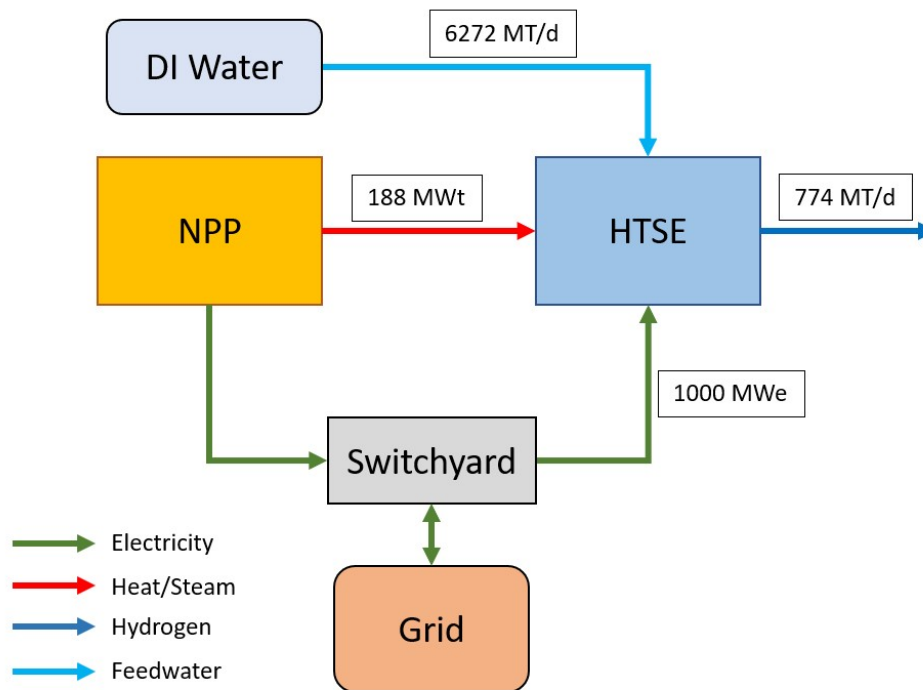 6272 MT/d
DI Water
188 MWt
774 MT/d
NPP
HTSE
1000 MWe
Switchyard
Electricity
Heat/Steam
Hydrogen
Grid
Feedwater